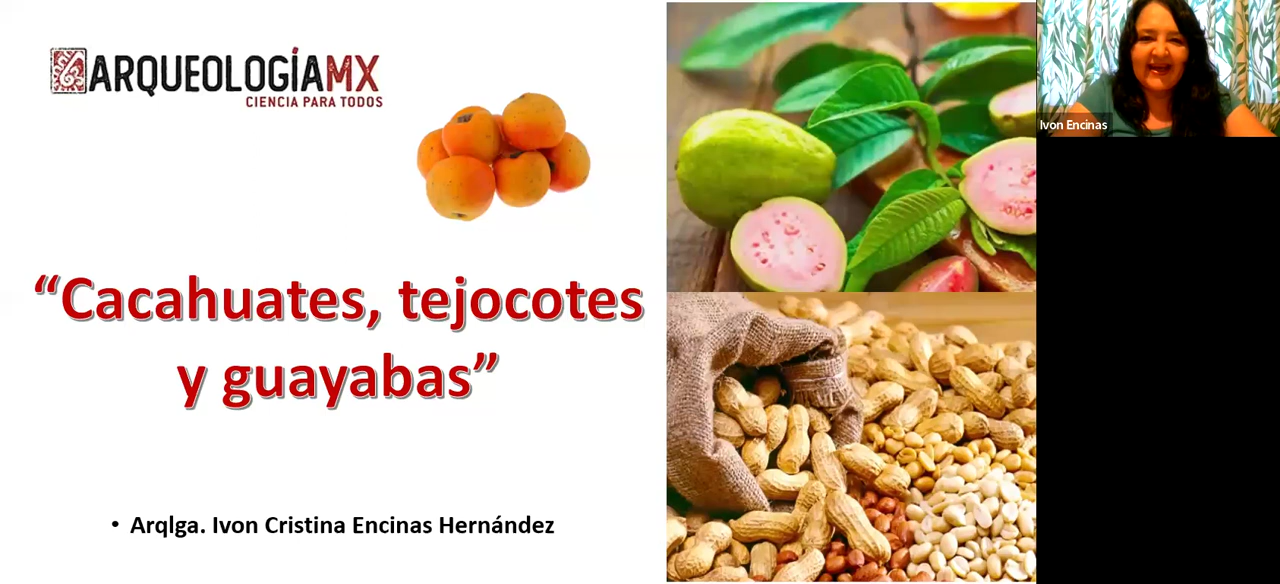 ARQUEOLOGÍAMX
CIENCIA PARA TODOS
“Cacahuates, tejocotes
y guayabas”
• Arqlga. Ivon Cristina Encinas Hernández
Ivon Encinas